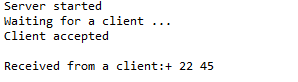 Server started
Waiting for a client ...
Client accepted
Received from a client:+ 22 45